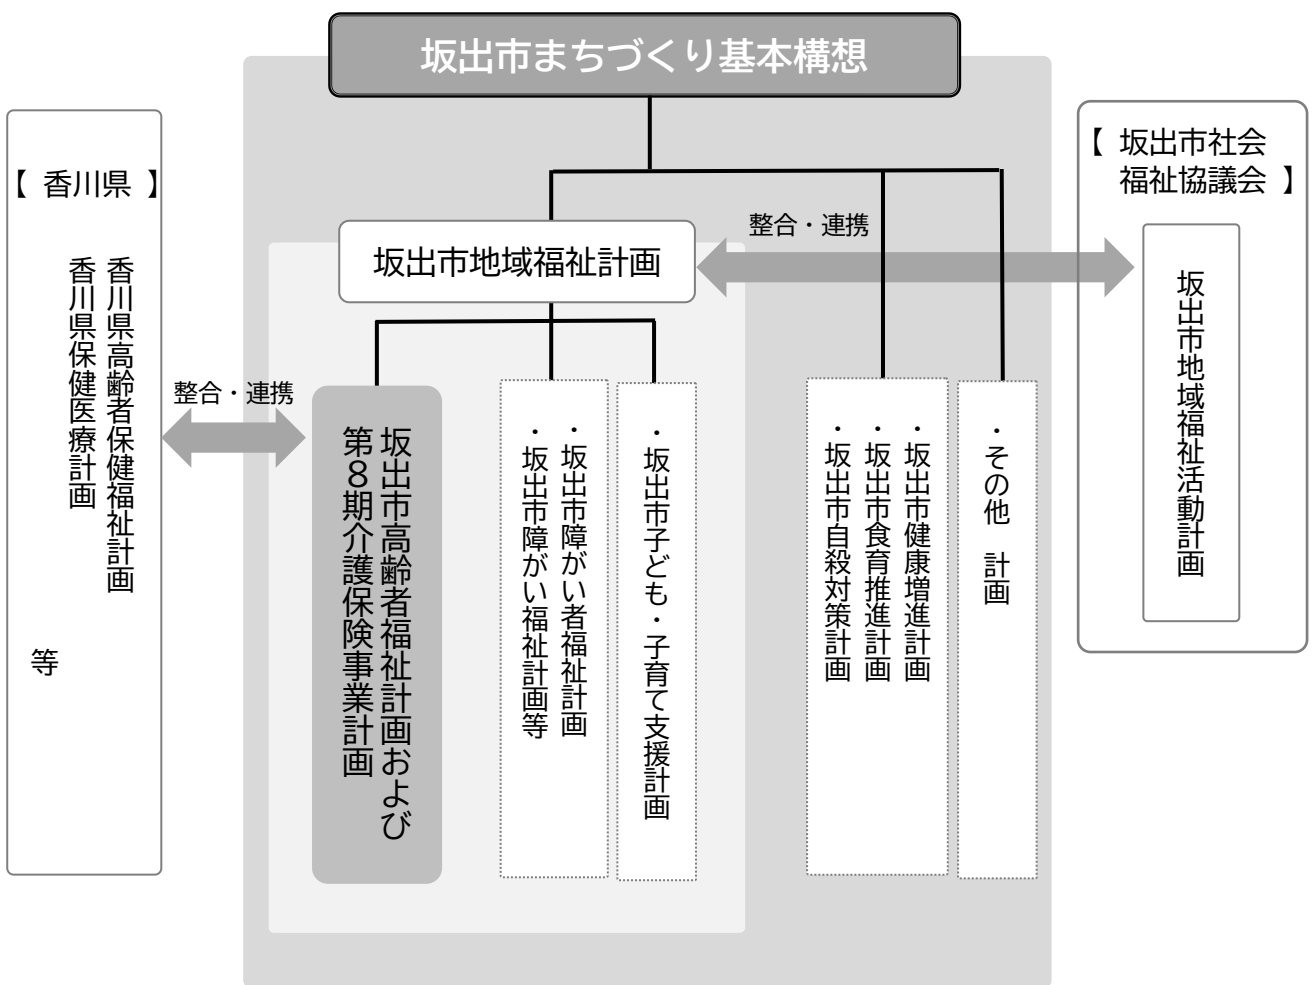 坂出市まちづくり基本構想
【 香川県 】
香川県高齢者保健福祉計画
香川県保健医療計画
等
整合・連携
坂出市地域福祉計画
整合・連携
坂出市高齢者福祉計画および
第8期介護保険事業計画
・坂出市障がい者福祉計画
・坂出市障がい福祉計画等
・坂出市子ども・子育て支援計画
・坂出市健康増進計画
・坂出市食育推進計画
・坂出市自殺対策計画
・その他 計画
【 坂出市社会
福祉協議会 】
坂出市地域福祉活動計画